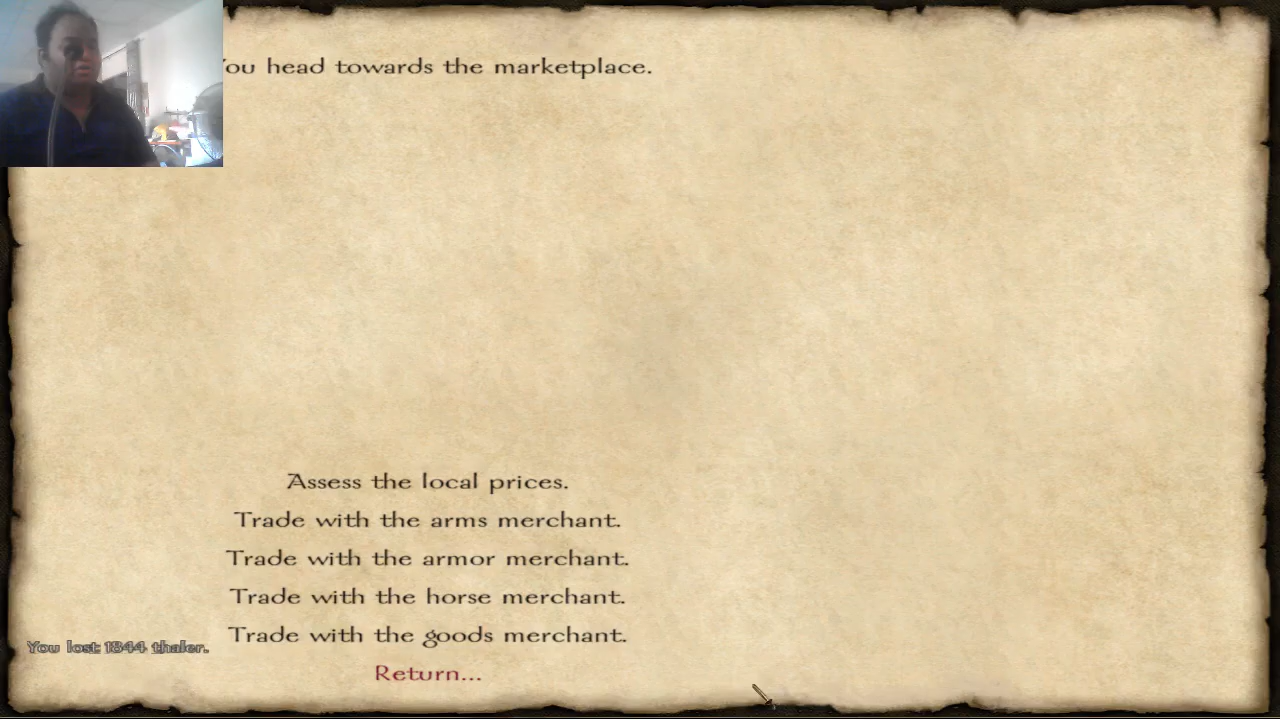 You head towards the marketplace.
Assess the local prices.
Trade with the arms merchant.
Trade with the armor merchant.
Trade with the horse merchant.
Trade with the goods merchant.
You lost 1844 thaler.
Return...